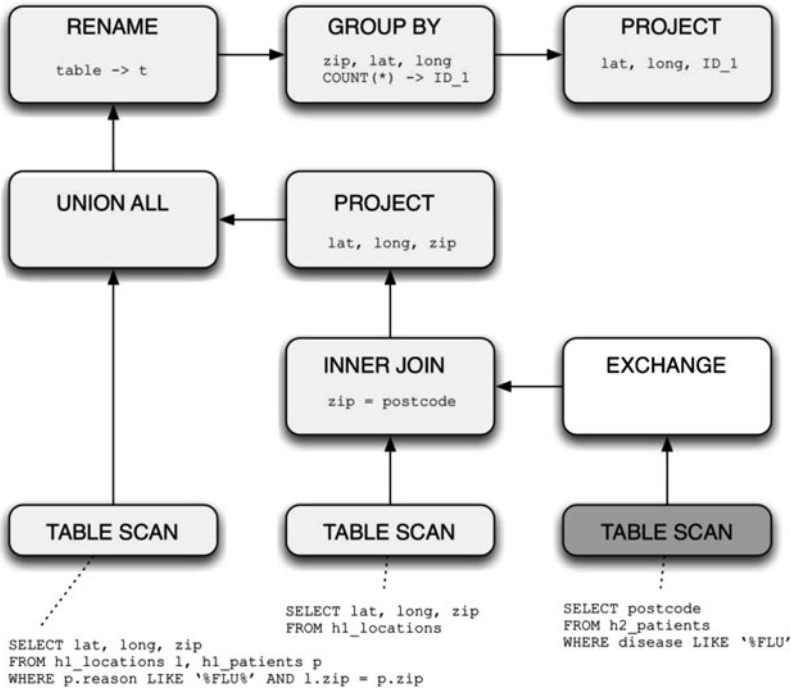 RENAME
table -> t
GROUP BY
zip, lat, long
COUNT(*) -> ID_1
PROJECT
lat, long, ID_1
UNION ALL
PROJECT
lat, long, zip
INNER JOIN
zip = postcode
EXCHANGE
TABLE SCAN
TABLE SCAN
TABLE SCAN
SELECT lat, long, zip
FROM h1_locations l, h1_patients p
WHERE p.reason LIKE ‘%FLU%’ AND l.zip = p.zip
SELECT lat, long, zip
FROM h1_locations
SELECT postcode
FROM h2_patients
WHERE disease LIKE ‘%FLU’